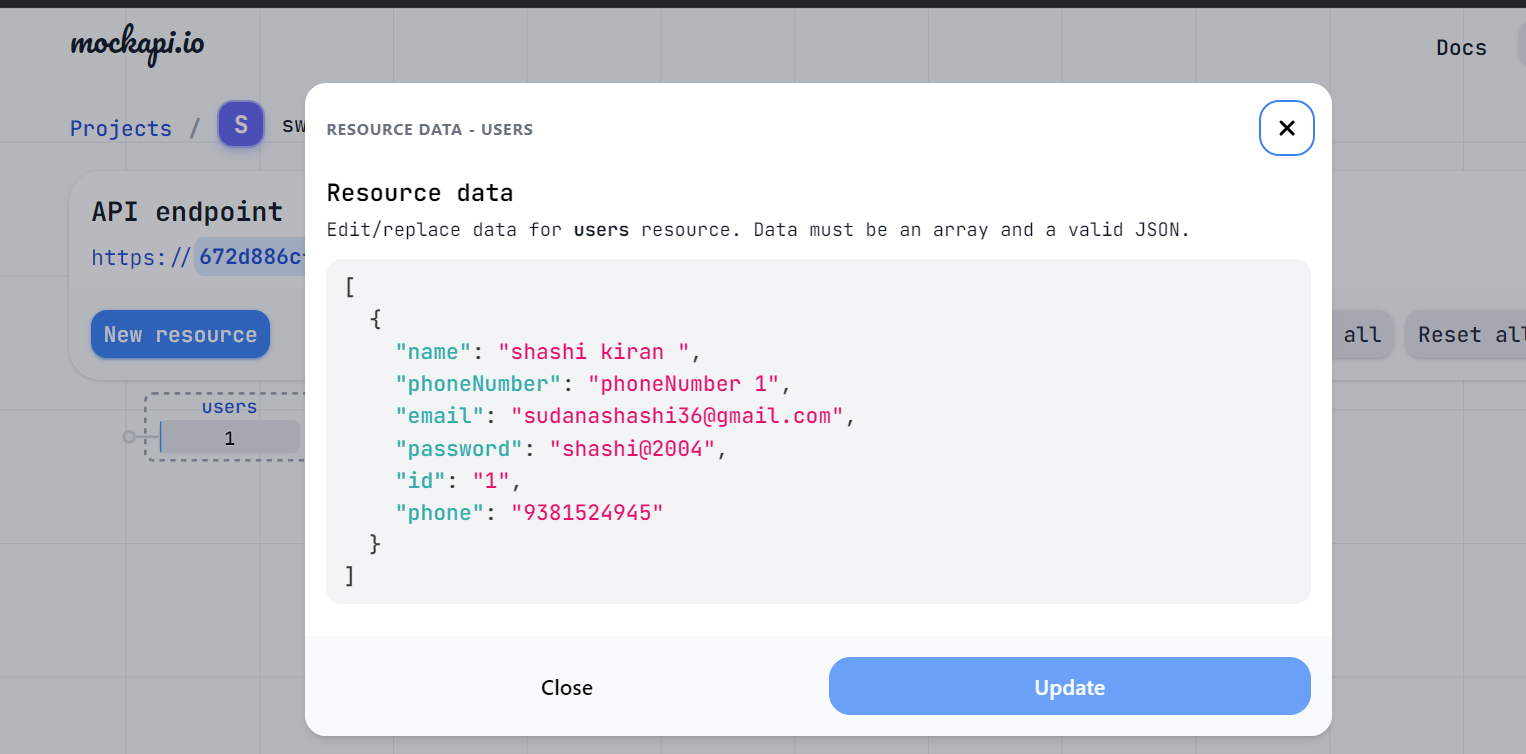 mockapi.io
Docs
Projects / S sw
API endpoint
https://672d886c
New resource
all
Reset all
users
1
RESOURCE DATA - USERS
Resource data
Edit/replace data for users resource. Data must be an array and a valid JSON.
[
{
"name": "shashi kiran ",
"phoneNumber": "phoneNumber 1",
"email": "sudanashashi36@gmail.com",
"password": "shashi@2004",
"id": "1",
"phone": "9381524945"
}
]
Close
Update